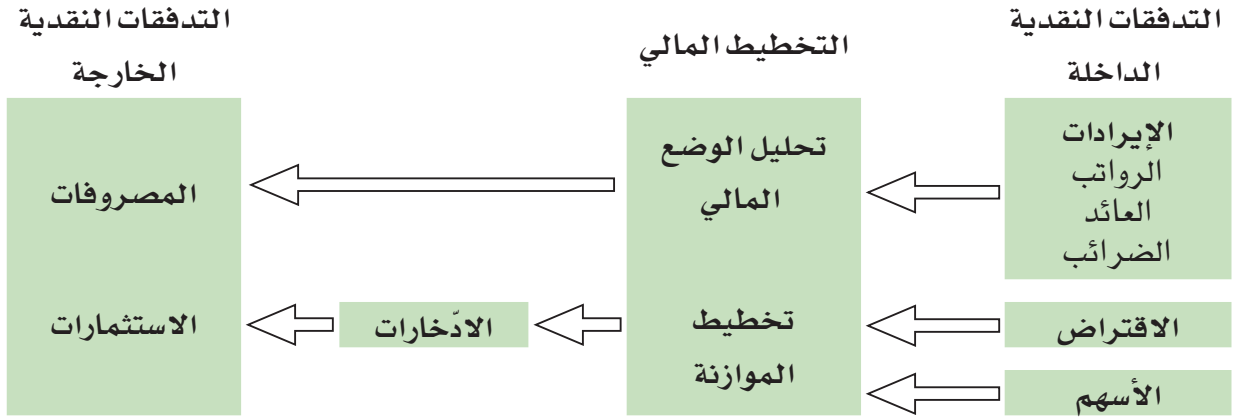 التدفقات النقدية
الداخلة
الإيرادات
الرواتب
العائد
الضرائب
الاقتراض
الأسهم
التخطيط المالي
تحليل الوضع
المالي
تخطيط
الموازنة
الادّخارات
التدفقات النقدية
الخارجة
المصروفات
الاستثمارات